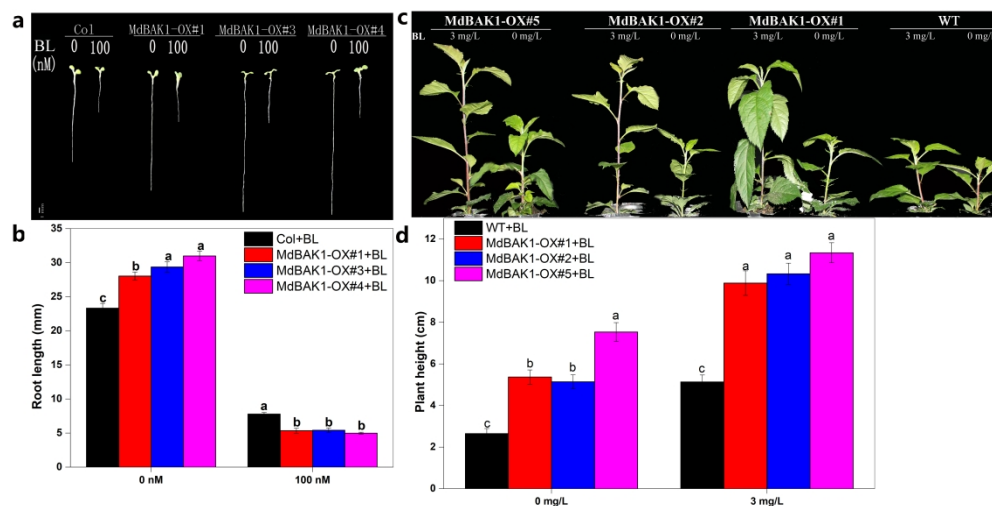 a
Col MdBAK1-OX#1 MdBAK1-OX#3 MdBAK1-OX#4
BL (nM) 0 100 0 100 0 100 0 100
c
MdBAK1-OX#5 MdBAK1-OX#2 MdBAK1-OX#1 WT
BL 3 mg/L 0 mg/L 3 mg/L 0 mg/L 3 mg/L 0 mg/L 3 mg/L 0 mg/L
b
Root length (mm)
35
30
25
20
15
10
5
0
Col+BL
MdBAK1-OX#1+BL
MdBAK1-OX#3+BL
MdBAK1-OX#4+BL
c b a a
a b b b
0 nM 100 nM
d
Plant height (cm)
12
10
8
6
4
2
0
WT+BL
MdBAK1-OX#1+BL
MdBAK1-OX#2+BL
MdBAK1-OX#5+BL
c b b a
c a a a
0 mg/L 3 mg/L